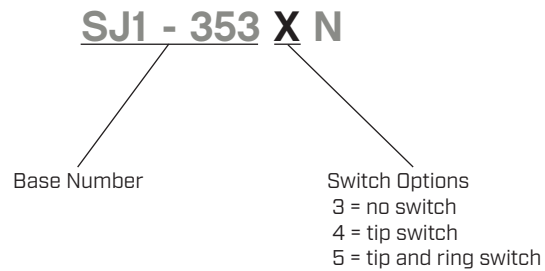 SJ1 - 353 X N
Base Number
Switch Options
3 = no switch
4 = tip switch
5 = tip and ring switch